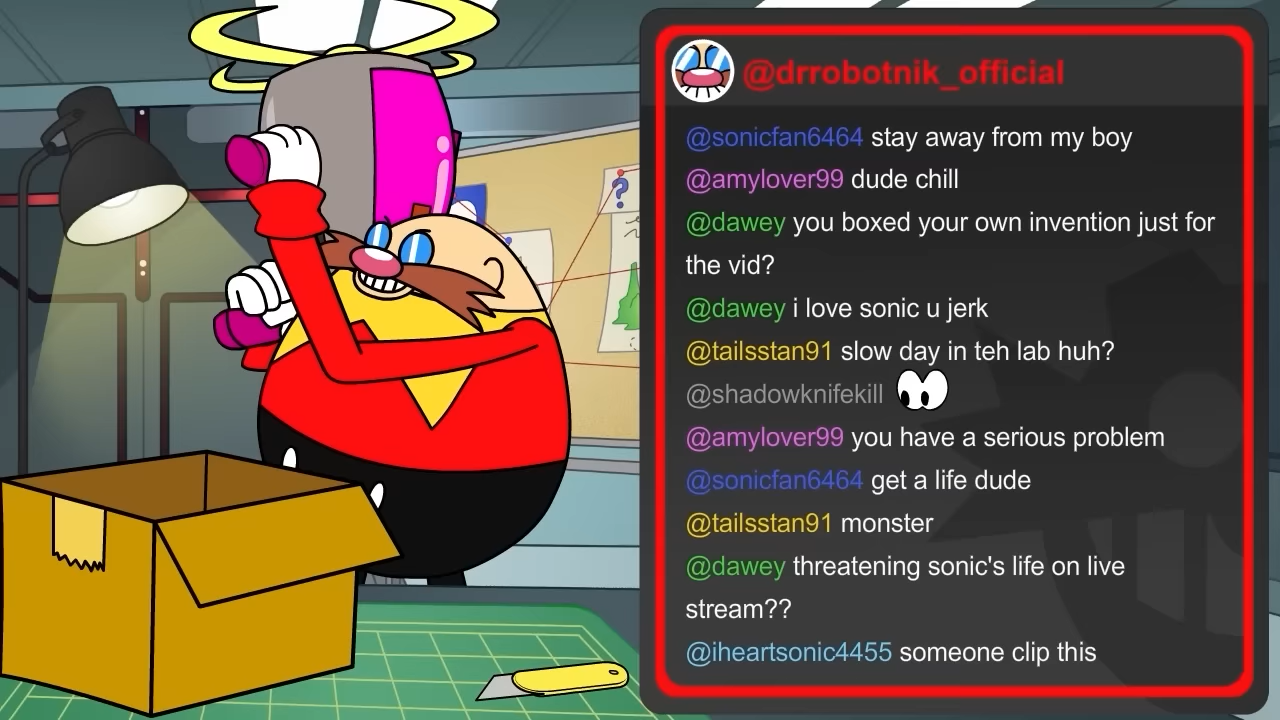 @drrobotnik_official
@sonicfan6464 stay away from my boy
@amylover99 dude chill
@dawey you boxed your own invention just for
the vid?
@dawey i love sonic u jerk
@tailsstan91 slow day in teh lab huh?
@shadowknifekill
@amylover99 you have a serious problem
@sonicfan6464 get a life dude
@tailsstan91 monster
@dawey threatening sonic's life on live
stream??
@iheartsonic4455 someone clip this
?